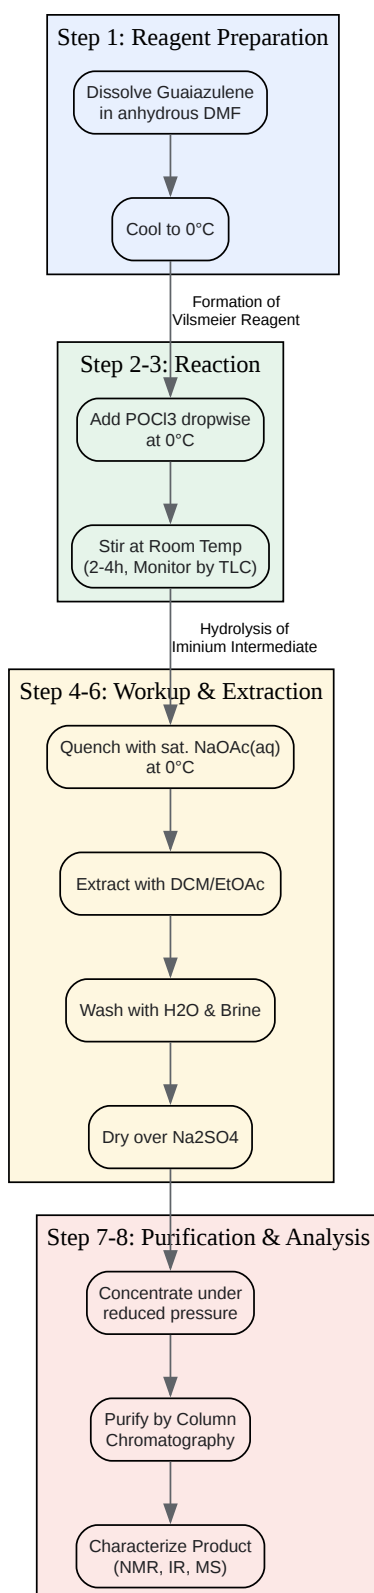 Step 1: Reagent Preparation
Dissolve Guaiazulene
in anhydrous DMF
Cool to 0°C
Formation of
Vilsmeier Reagent
Step 2-3: Reaction
Add POCl3 dropwise
at 0°C
Stir at Room Temp
(2-4h, Monitor by TLC)
Hydrolysis of
Iminium Intermediate
Step 4-6: Workup & Extraction
Quench with sat. NaOAc(aq)
at 0°C
Extract with DCM/EtOAc
Wash with H2O & Brine
Dry over Na2SO4
Step 7-8: Purification & Analysis
Concentrate under
reduced pressure
Purify by Column
Chromatography
Characterize Product
(NMR, IR, MS)